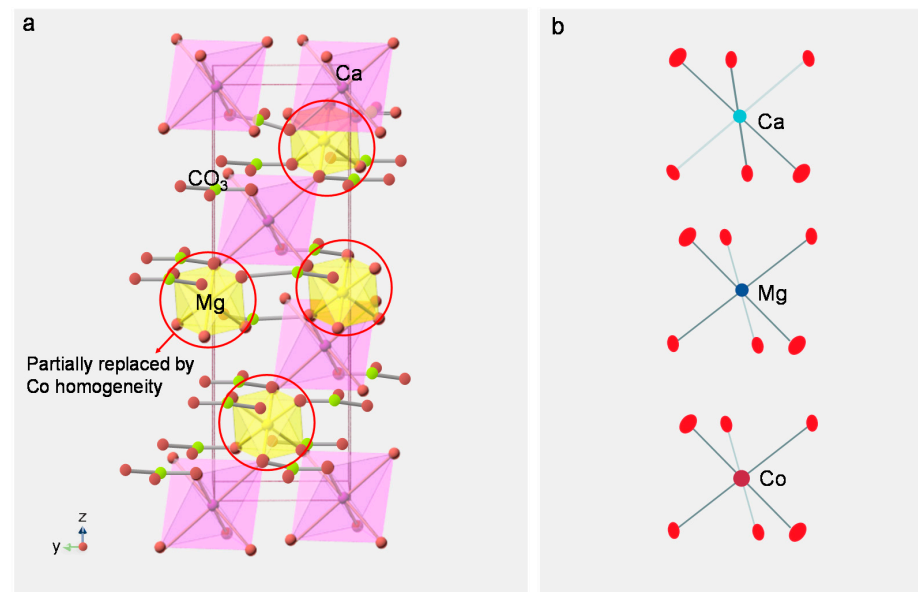 a
Ca
CO3
Mg
Partially replaced by
Co homogeneity
z
y
b
Ca
Mg
Co